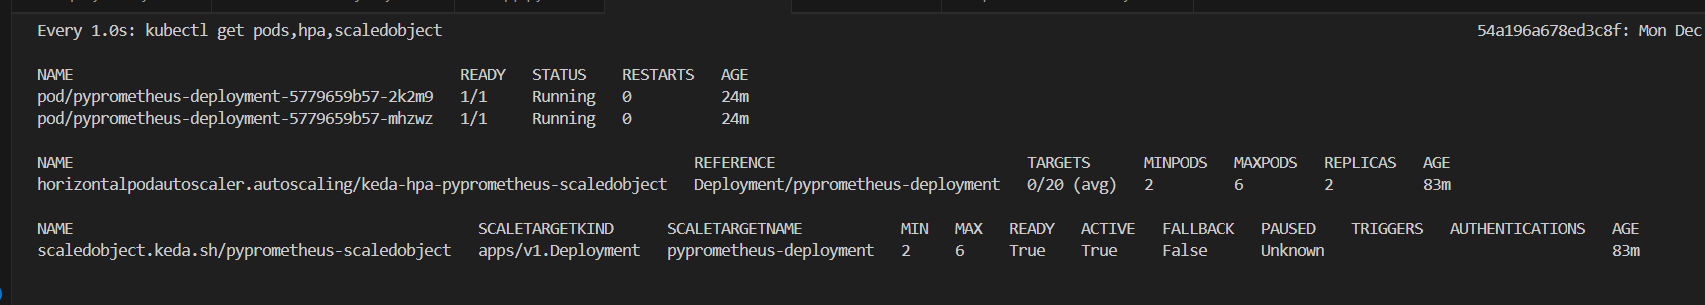 Every 1.0s: kubectl get pods,hpa,scaledobject 54a196a678ed3c8f: Mon Dec
NAME READY STATUS RESTARTS AGE
pod/pyprometheus-deployment-5779659b57-2k2m9 1/1 Running 0 24m
pod/pyprometheus-deployment-5779659b57-mhzwz 1/1 Running 0 24m
NAME REFERENCE TARGETS MINPODS MAXPODS REPLICAS AGE
horizontalpodautoscaler.autoscaling/keda-hpa-pyprometheus-scaledobject Deployment/pyprometheus-deployment 0/20 (avg) 2 6 2 83m
NAME SCALETARGETKIND SCALETARGETNAME MIN MAX READY ACTIVE FALLBACK PAUSED TRIGGERS AUTHENTICATIONS AGE
scaledobject.keda.sh/pyprometheus-scaledobject apps/v1.Deployment pyprometheus-deployment 2 6 True True False Unknown 83m